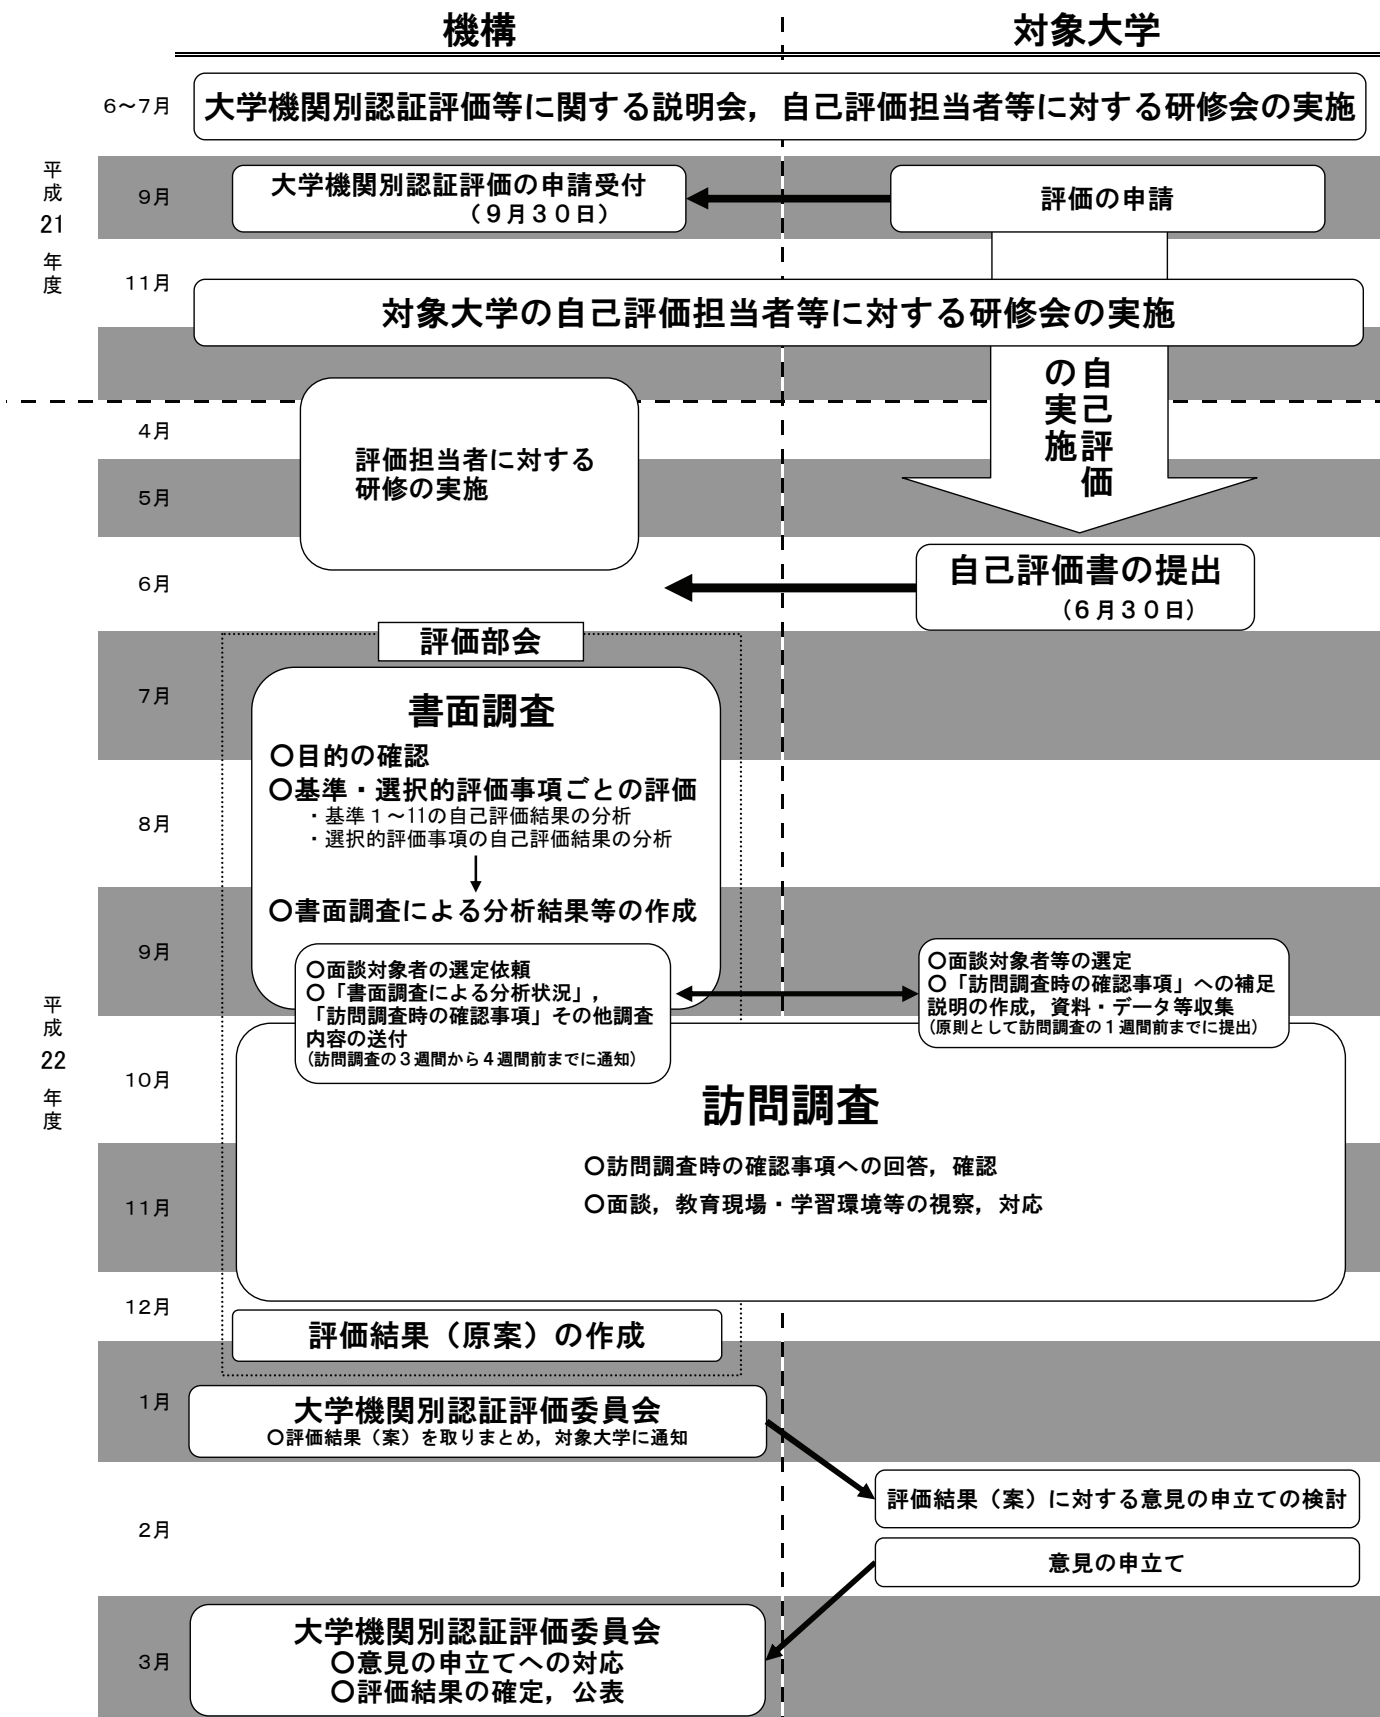 機構
対象大学
6～7月
大学機関別認証評価等に関する説明会，自己評価担当者等に対する研修会の実施
平成21年度
9月
大学機関別認証評価の申請受付
（9月30日）
評価の申請
11月
対象大学の自己評価担当者等に対する研修会の実施
自己評価
の実施
4月
評価担当者に対する
研修の実施
5月
6月
自己評価書の提出
（6月30日）
評価部会
7月
書面調査
○目的の確認
○基準・選択的評価事項ごとの評価
・基準1～11の自己評価結果の分析
・選択的評価事項の自己評価結果の分析
8月
○書面調査による分析結果等の作成
9月
○面談対象者の選定依頼
○「書面調査による分析状況」，
「訪問調査時の確認事項」その他調査
内容の送付
(訪問調査の3週間から4週間前までに通知)
○面談対象者等の選定
○「訪問調査時の確認事項」への補足
説明の作成，資料・データ等収集
(原則として訪問調査の1週間前までに提出)
平成22年度
10月
訪問調査
○訪問調査時の確認事項への回答，確認
○面談，教育現場・学習環境等の視察，対応
11月
12月
評価結果（原案）の作成
1月
大学機関別認証評価委員会
○評価結果（案）を取りまとめ，対象大学に通知
評価結果（案）に対する意見の申立ての検討
2月
意見の申立て
3月
大学機関別認証評価委員会
○意見の申立てへの対応
○評価結果の確定，公表